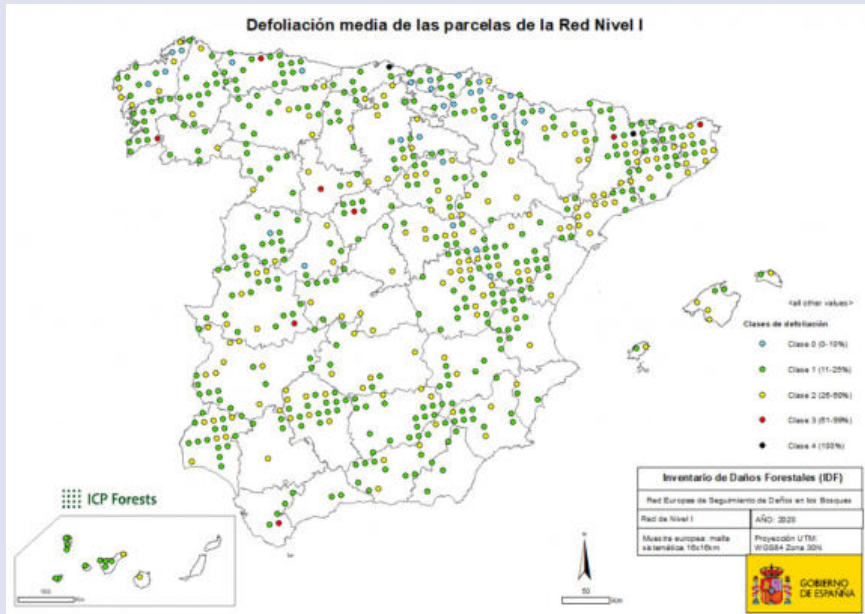 Defoliación media de las parcelas de la Red Nivel I
<all other values>
Clases de defoliación
Clase 0 (0-10%)
Clase 1 (11-25%)
Clase 2 (26-60%)
Clase 3 (61-99%)
Clase 4 (100%)
ICP Forests
Inventario de Daños Forestales (IDF)
Red Europea de Seguimiento de Daños en los Bosques
Red de Nivel I
AÑO: 2020
Muestra europea: malla
sistemática 16x16km
Proyección UTM:
WGS84 Zona 30N
100
50
GOBIERNO
DE ESPAÑA